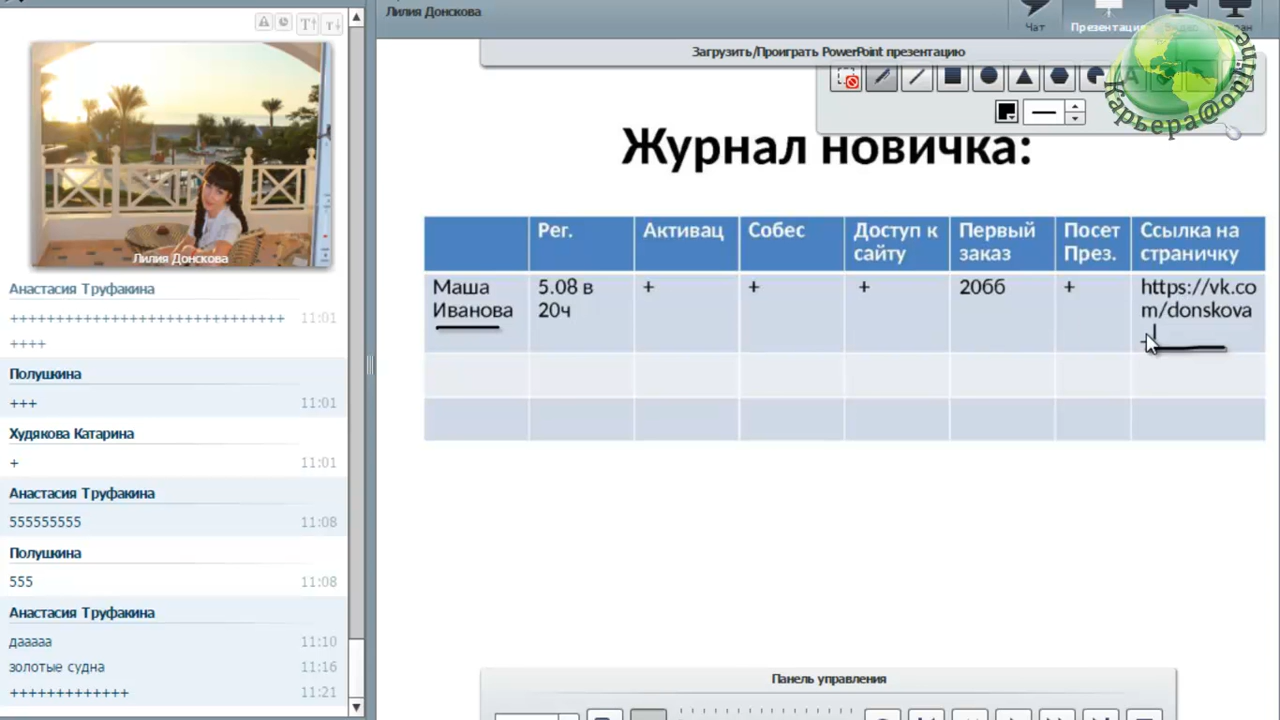 Лилия Донскова
Чат
Презентация
Загрузить/Проиграть PowerPoint презентацию
Карьера@online
Лилия Донскова
Анастасия Труфакина
++++++++++++++++++++++++++++++ 11:01
++++
Полушкина
+++ 11:01
Худякова Катарина
+ 11:01
Анастасия Труфакина
555555555 11:08
Полушкина
555 11:08
Анастасия Труфакина
дааааа 11:10
золотые судна 11:16
+++++++++++++ 11:21
Журнал новичка:
Рег. Активац Собес Доступ к сайту Первый заказ Посет През. Ссылка на страничку
Маша Иванова 5.08 в 20ч + + + 20бб + https://vk.com/donskova
Панель управления